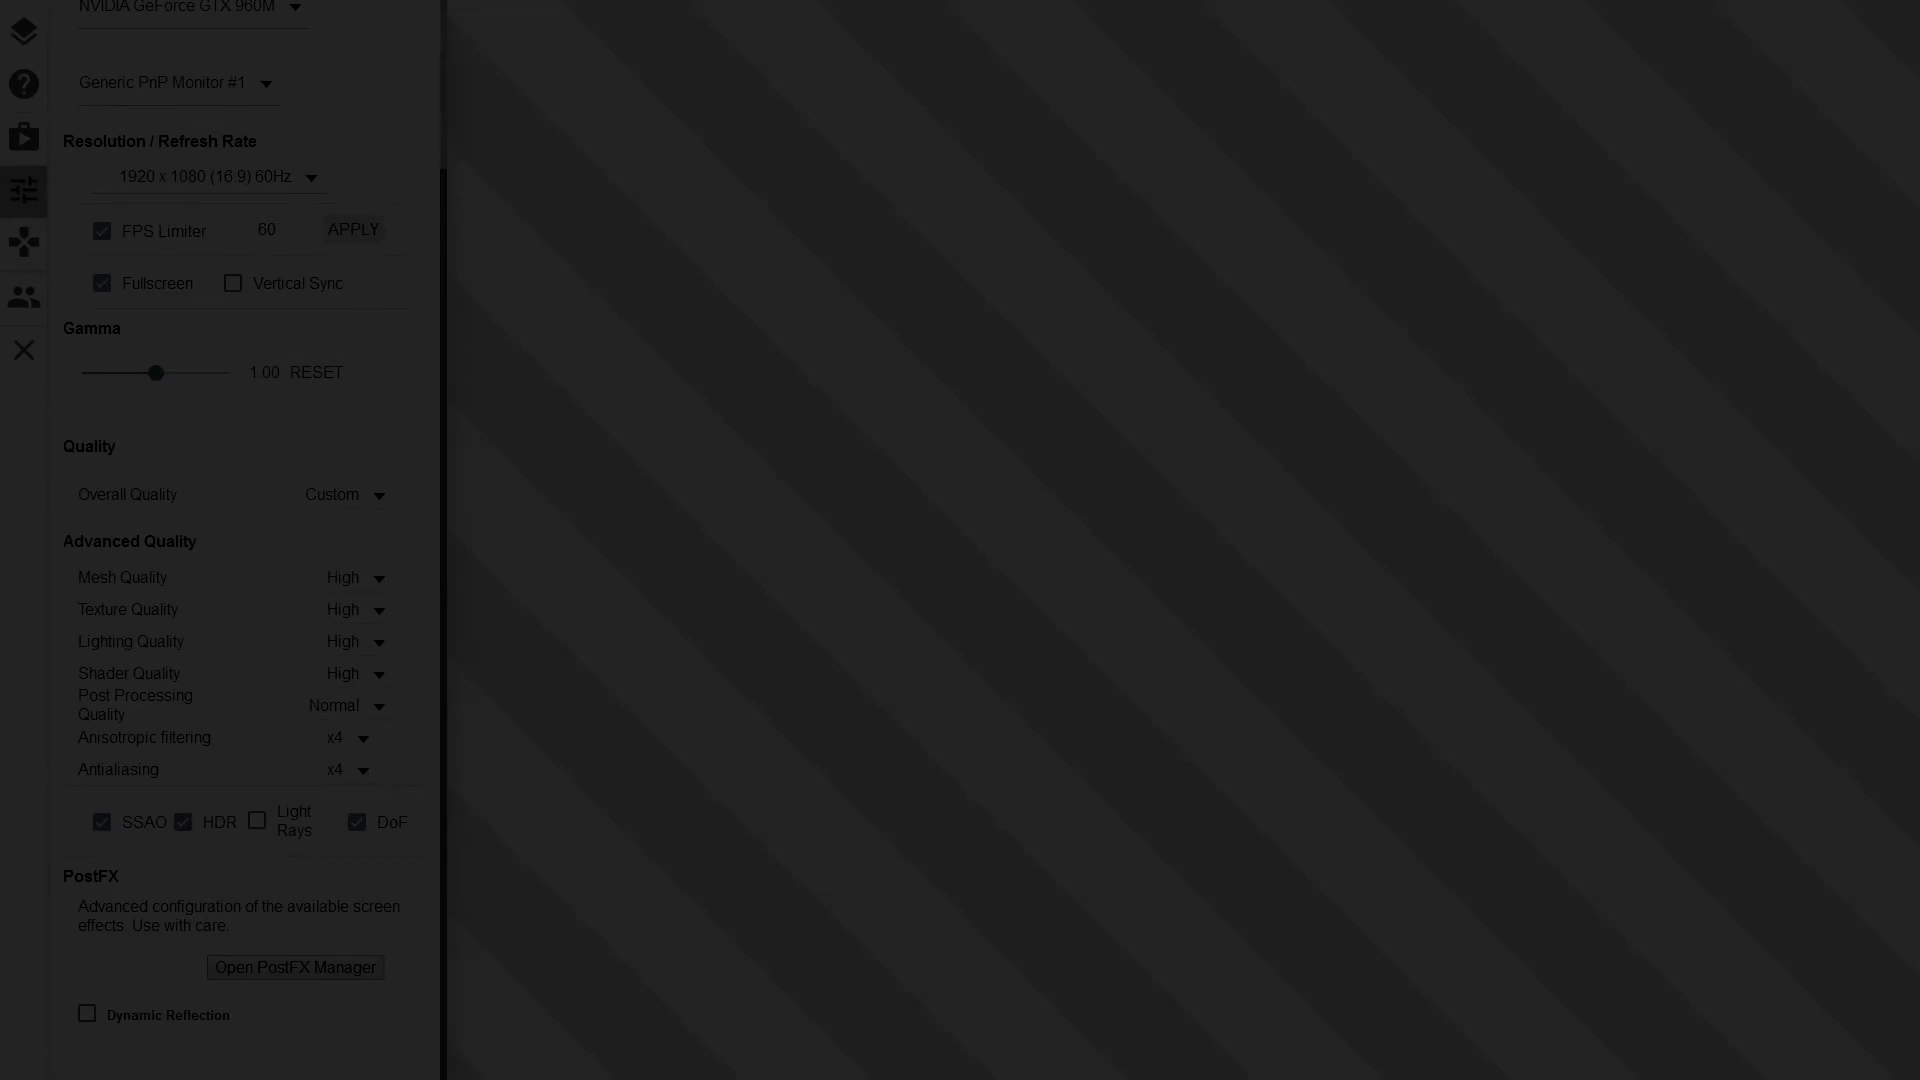 NVIDIA GeForce GTX 960M
Generic PnP Monitor #1
Resolution / Refresh Rate
1920 x 1080 (16:9) 60Hz
FPS Limiter 60 APPLY
Fullscreen Vertical Sync
Gamma
1.00 RESET
Quality
Overall Quality Custom
Advanced Quality
Mesh Quality High
Texture Quality High
Lighting Quality High
Shader Quality High
Post Processing
Quality Normal
Anisotropic filtering x4
Antialiasing x4
SSAO HDR Light Rays DoF
PostFX
Advanced configuration of the available screen
effects. Use with care.
Open PostFX Manager
Dynamic Reflection